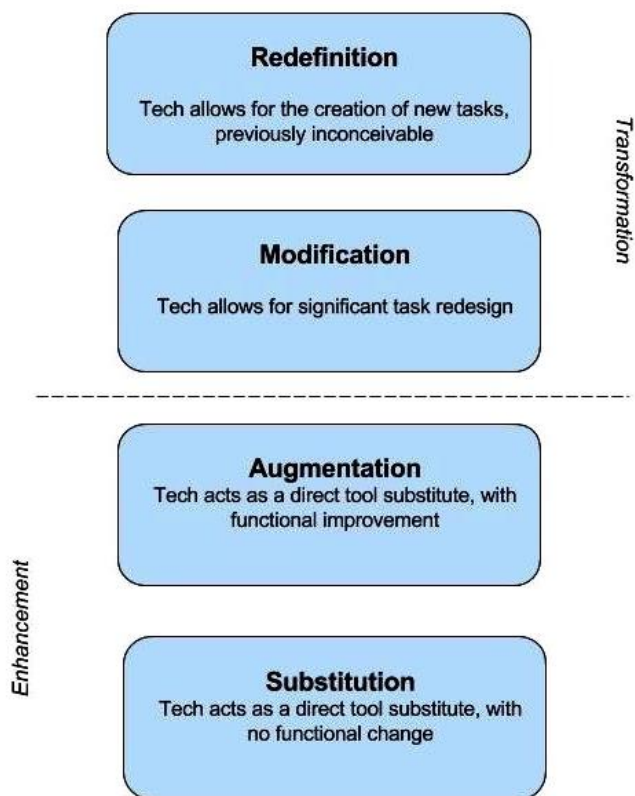 Redefinition
Tech allows for the creation of new tasks,
previously inconceivable
Transformation
Modification
Tech allows for significant task redesign
Augmentation
Tech acts as a direct tool substitute, with
functional improvement
Enhancement
Substitution
Tech acts as a direct tool substitute, with
no functional change